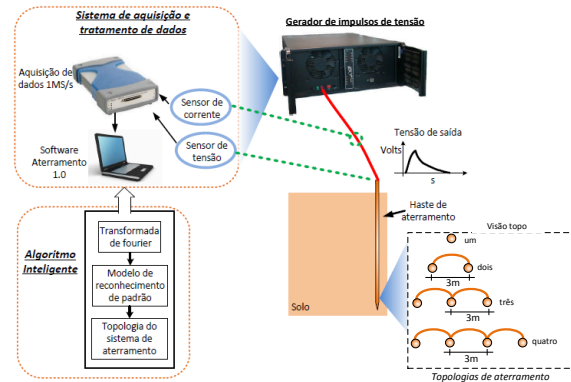 Sistema de aquisição e
tratamento de dados
Gerador de impulsos de tensão
Aquisição de
dados 1MS/s
Sensor de
corrente
Sensor de
tensão
Software
Aterramento
1.0
Tensão de saída
Volts
s
Haste de
aterramento
Solo
Algoritmo
Inteligente
Transformada
de fourier
Modelo de
reconhecimento
de padrão
Topologia do
sistema de
aterramento
Visão topo
um
dois
3m
três
3m
quatro
3m
Topologias de aterramento